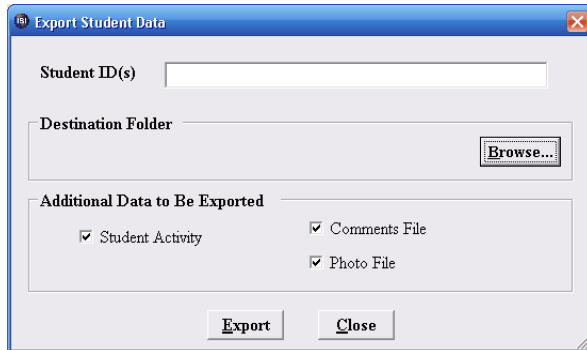 ISI Export Student Data
Student ID(s)
Destination Folder
Browse...
Additional Data to Be Exported
Student Activity
Comments File
Photo File
Export Close